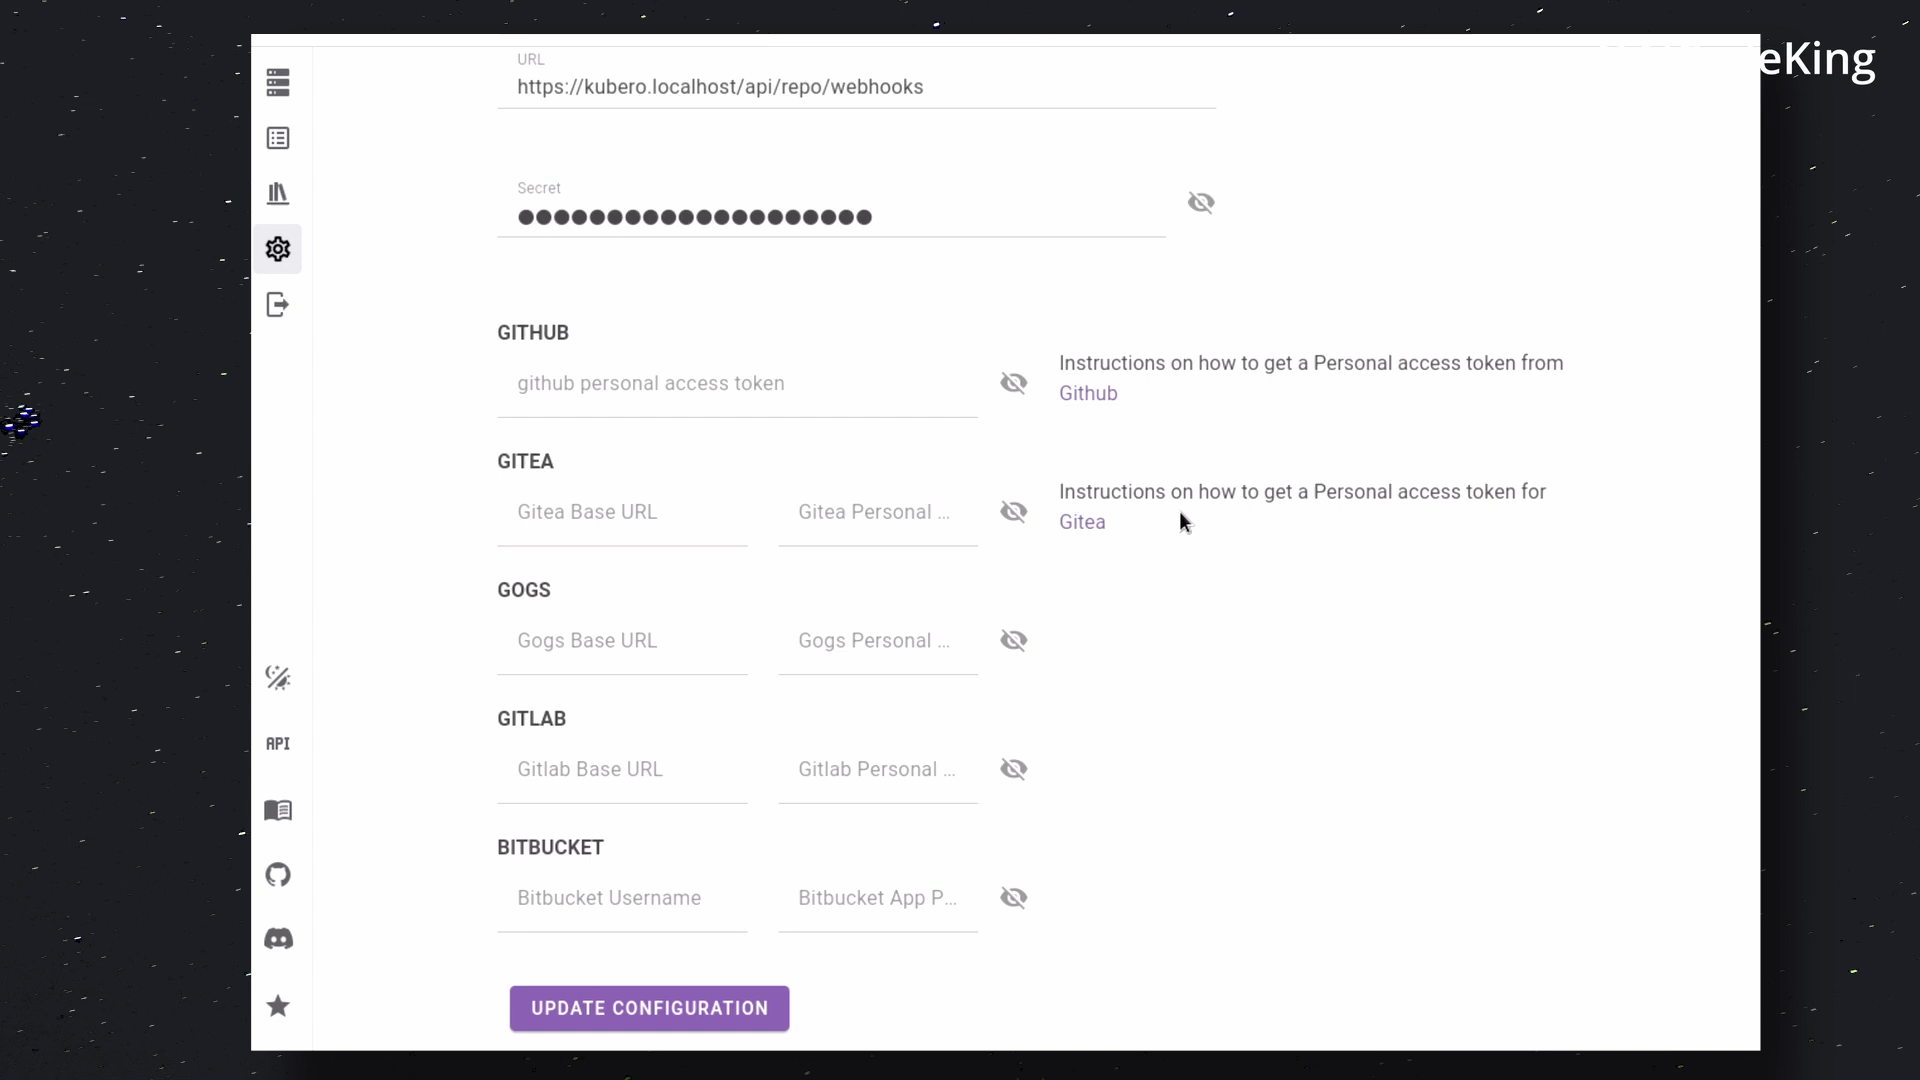 eKing
URL
https://kubero.localhost/api/repo/webhooks
Secret
GITHUB
github personal access token
Instructions on how to get a Personal access token from
Github
GITEA
Gitea Base URL
Gitea Personal ...
Instructions on how to get a Personal access token for
Gitea
GOGS
Gogs Base URL
Gogs Personal ...
GITLAB
Gitlab Base URL
Gitlab Personal ...
API
BITBUCKET
Bitbucket Username
Bitbucket App P...
UPDATE CONFIGURATION